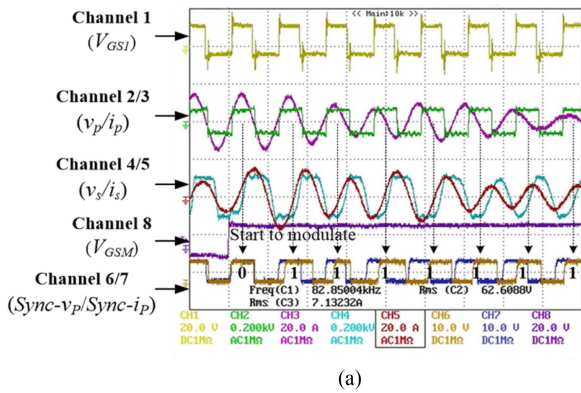 << Main:10k >>
Channel 1
(VGS1)
Channel 2/3
(vp/ip)
Channel 4/5
(vs/is)
Channel 8
(VGSM)
Start to modulate
Channel 6/7
(Sync-vP/Sync-iP)
0 1 1 1 1 1 1 1
Freq(C1) 82.85004kHz Rms (C2) 62.6088V
Rms (C3) 7.13232A
CH1 CH2 CH3 CH4 CH5 CH6 CH7 CH8
20.0 V 0.200kV 20.0 A 0.200kV 20.0 A 10.0 V 10.0 V 20.0 V
DC1MΩ AC1MΩ AC1MΩ AC1MΩ AC1MΩ DC1MΩ DC1MΩ DC1MΩ
(a)